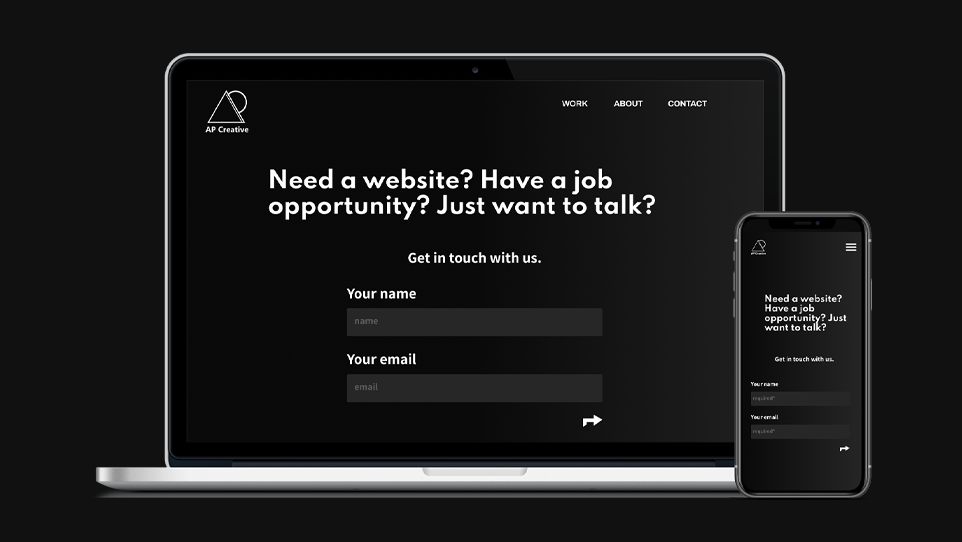 AP Creative
WORK ABOUT CONTACT
Need a website? Have a job
opportunity? Just want to talk?
Get in touch with us.
Your name
name
Your email
email
AP Creative
Need a website?
Have a job
opportunity? Just
want to talk?
Get in touch with us.
Your name
required*
Your email
required*